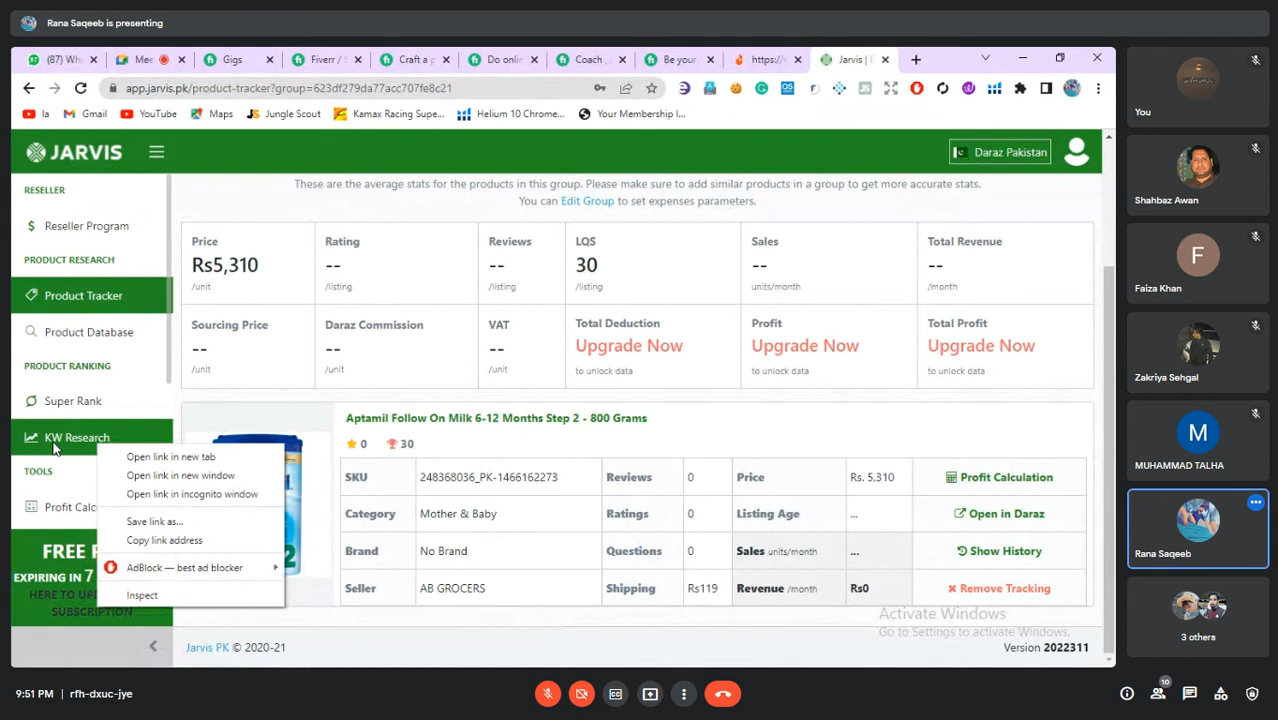 Rana Saqeeb is presenting
(87) Wh
Mee
Gigs
Fiverr /
Craft a p
Do onlin
Coach ,
Be your
https://
Jarvis | D
app.jarvis.pk/product-tracker?group=623df279da77acc707fe8c21
la
Gmail
YouTube
Maps
Jungle Scout
Kamax Racing Supe...
Helium 10 Chrome...
Your Membership I...
JARVIS
Daraz Pakistan
You
Shahbaz Awan
F
Faiza Khan
Zakriya Sehgal
M
MUHAMMAD TALHA
Rana Saqeeb
3 others
RESELLER
Reseller Program
PRODUCT RESEARCH
Product Tracker
Product Database
PRODUCT RANKING
Super Rank
KW Research
TOOLS
Profit Calc
FREE
EXPIRING IN 7
HERE TO UP
SUBSCRIPTION
Open link in new tab
Open link in new window
Open link in incognito window
Save link as...
Copy link address
AdBlock — best ad blocker
Inspect
These are the average stats for the products in this group. Please make sure to add similar products in a group to get more accurate stats.
You can Edit Group to set expenses parameters.
Price
Rs5,310
/unit
Rating
--
/listing
Reviews
--
/listing
LQS
30
/listing
Sales
--
units/month
Total Revenue
--
/month
Sourcing Price
--
/unit
Daraz Commission
--
/unit
VAT
--
/unit
Total Deduction
Upgrade Now
to unlock data
Profit
Upgrade Now
to unlock data
Total Profit
Upgrade Now
to unlock data
Aptamil Follow On Milk 6-12 Months Step 2 - 800 Grams
0 30
SKU 248368036_PK-1466162273 Reviews 0 Price Rs. 5,310 Profit Calculation
Category Mother & Baby Ratings 0 Listing Age ... Open in Daraz
Brand No Brand Questions 0 Sales units/month ... Show History
Seller AB GROCERS Shipping Rs119 Revenue /month Rs0 Remove Tracking
2
Activate Windows
Go to Settings to activate Windows.
Jarvis PK © 2020-21
Version 2022311
9:51 PM rfh-dxuc-jye
10